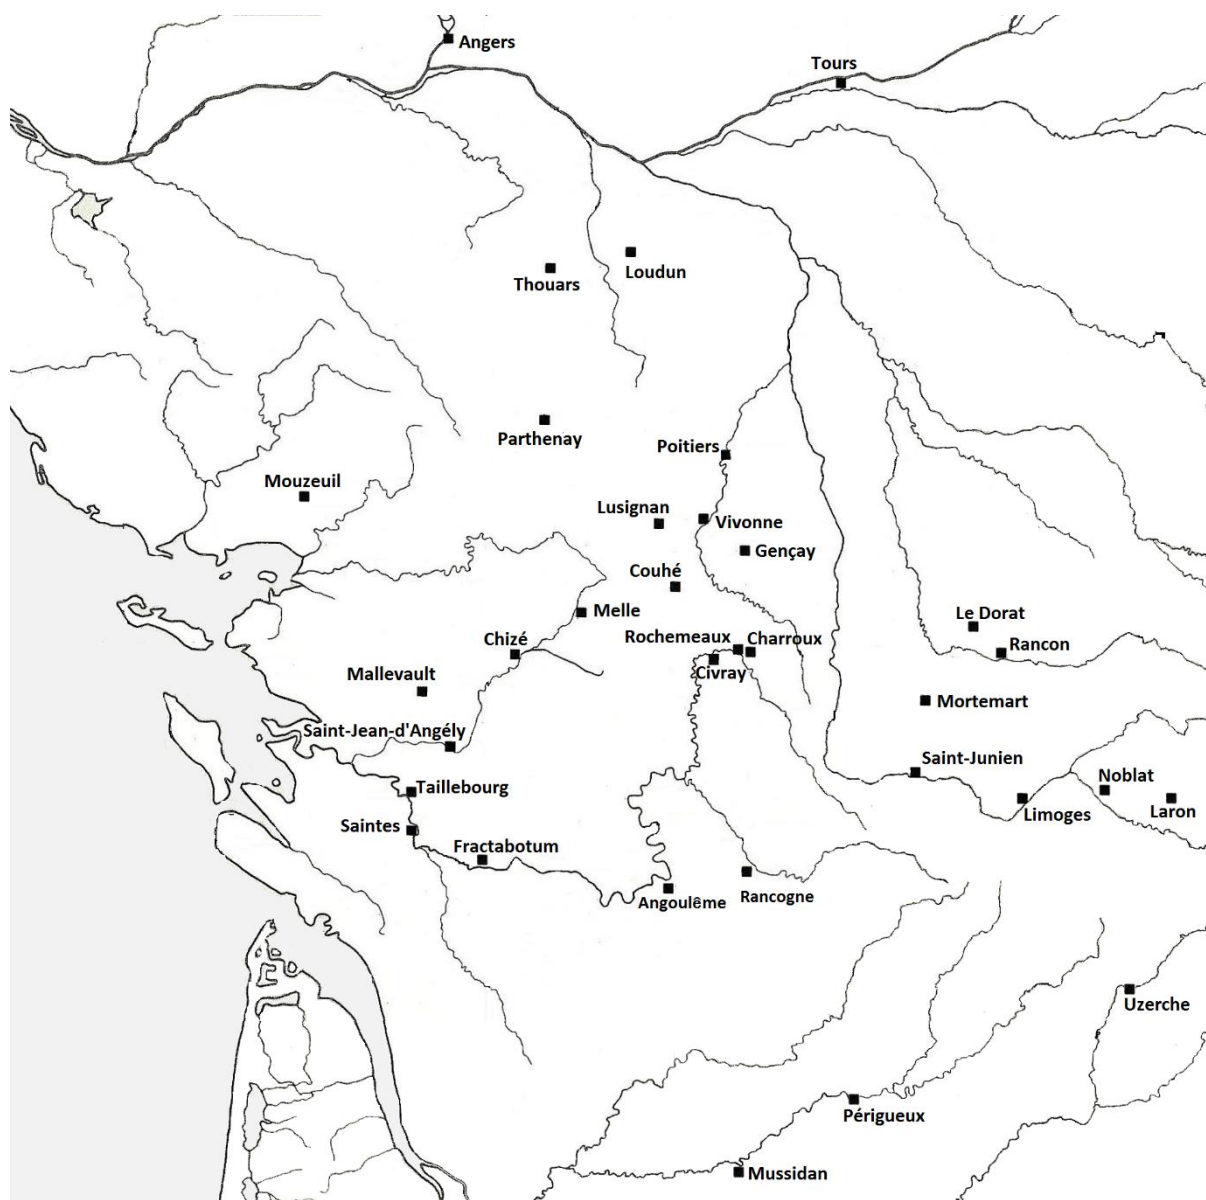 Angers
Tours
Loudun
Thouars
Parthenay
Poitiers
Mouzeuil
Lusignan
Vivonne
Gençay
Couhé
Melle
Le Dorat
Chizé
Rochemeaux
Charroux
Rancon
Civray
Mallevault
Mortemart
Saint-Jean-d'Angély
Saint-Junien
Noblat
Taillebourg
Limoges
Laron
Saintes
Fractabotum
Angoulême
Rancogne
Uzerche
Périgueux
Mussidan